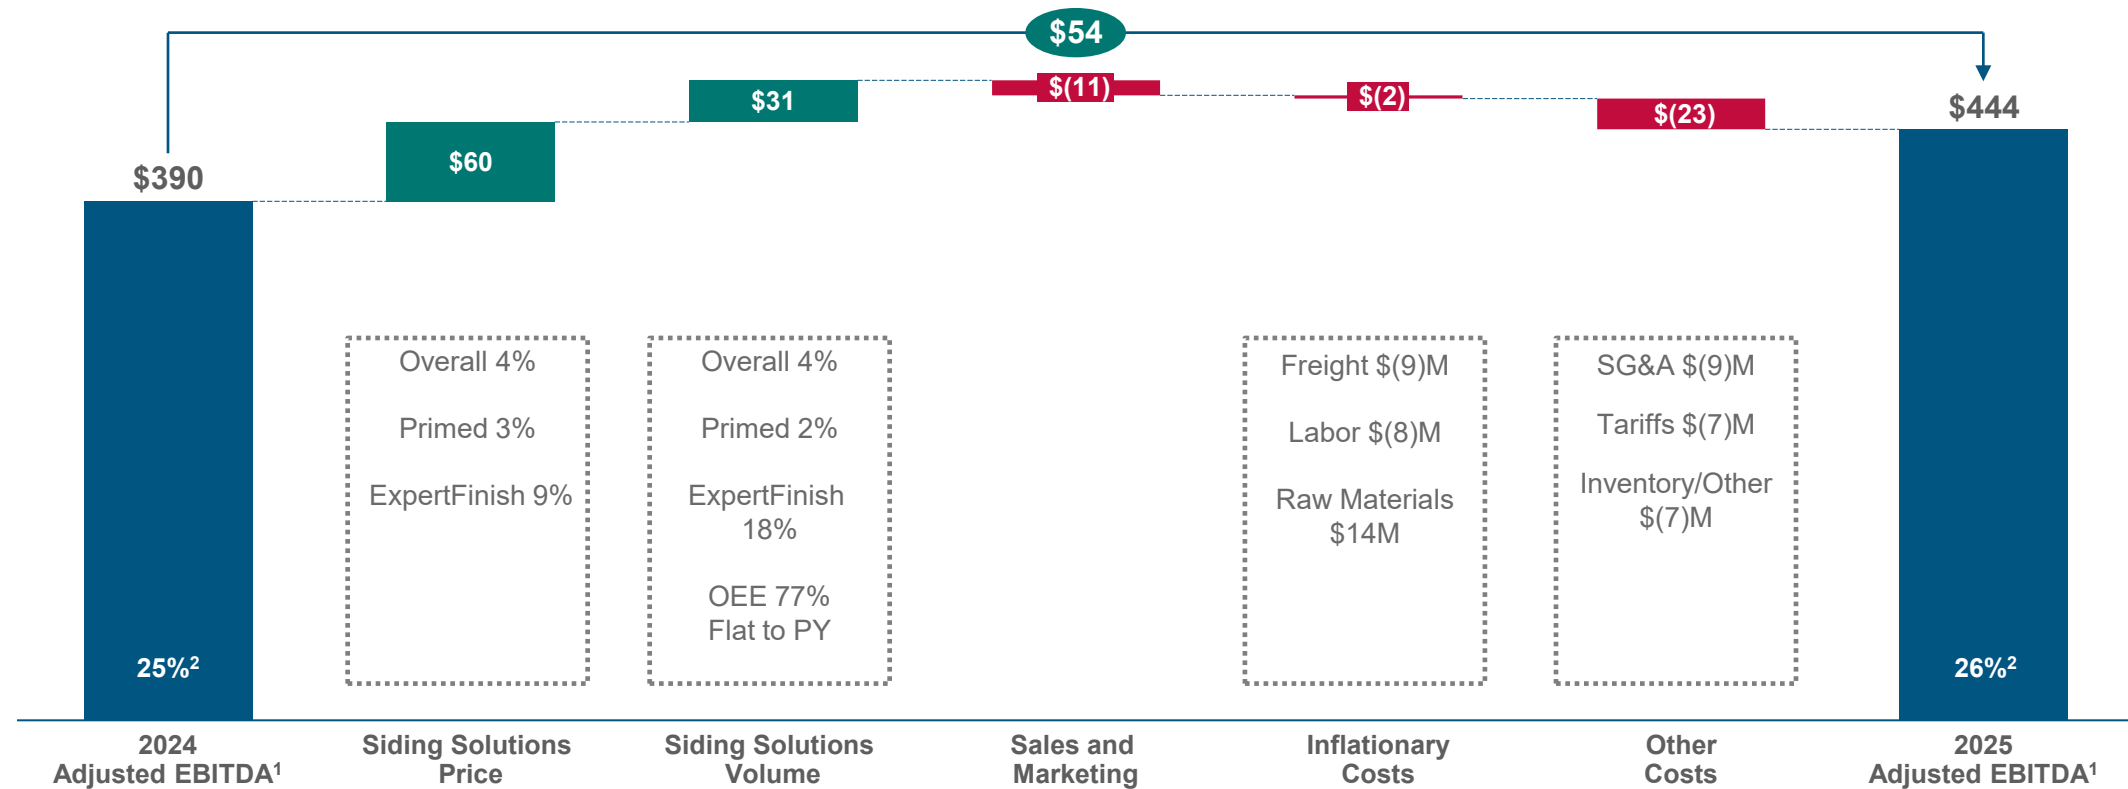 $54
$390
$60
$31
$(11)
$(2)
$(23)
$444
Overall 4%
Primed 3%
ExpertFinish 9%
Overall 4%
Primed 2%
ExpertFinish
18%
OEE 77%
Flat to PY
Freight $(9)M
Labor $(8)M
Raw Materials
$14M
SG&A $(9)M
Tariffs $(7)M
Inventory/Other
$(7)M
25%²
26%²
2024
Adjusted EBITDA¹
Siding Solutions
Price
Siding Solutions
Volume
Sales and
Marketing
Inflationary
Costs
Other
Costs
2025
Adjusted EBITDA¹